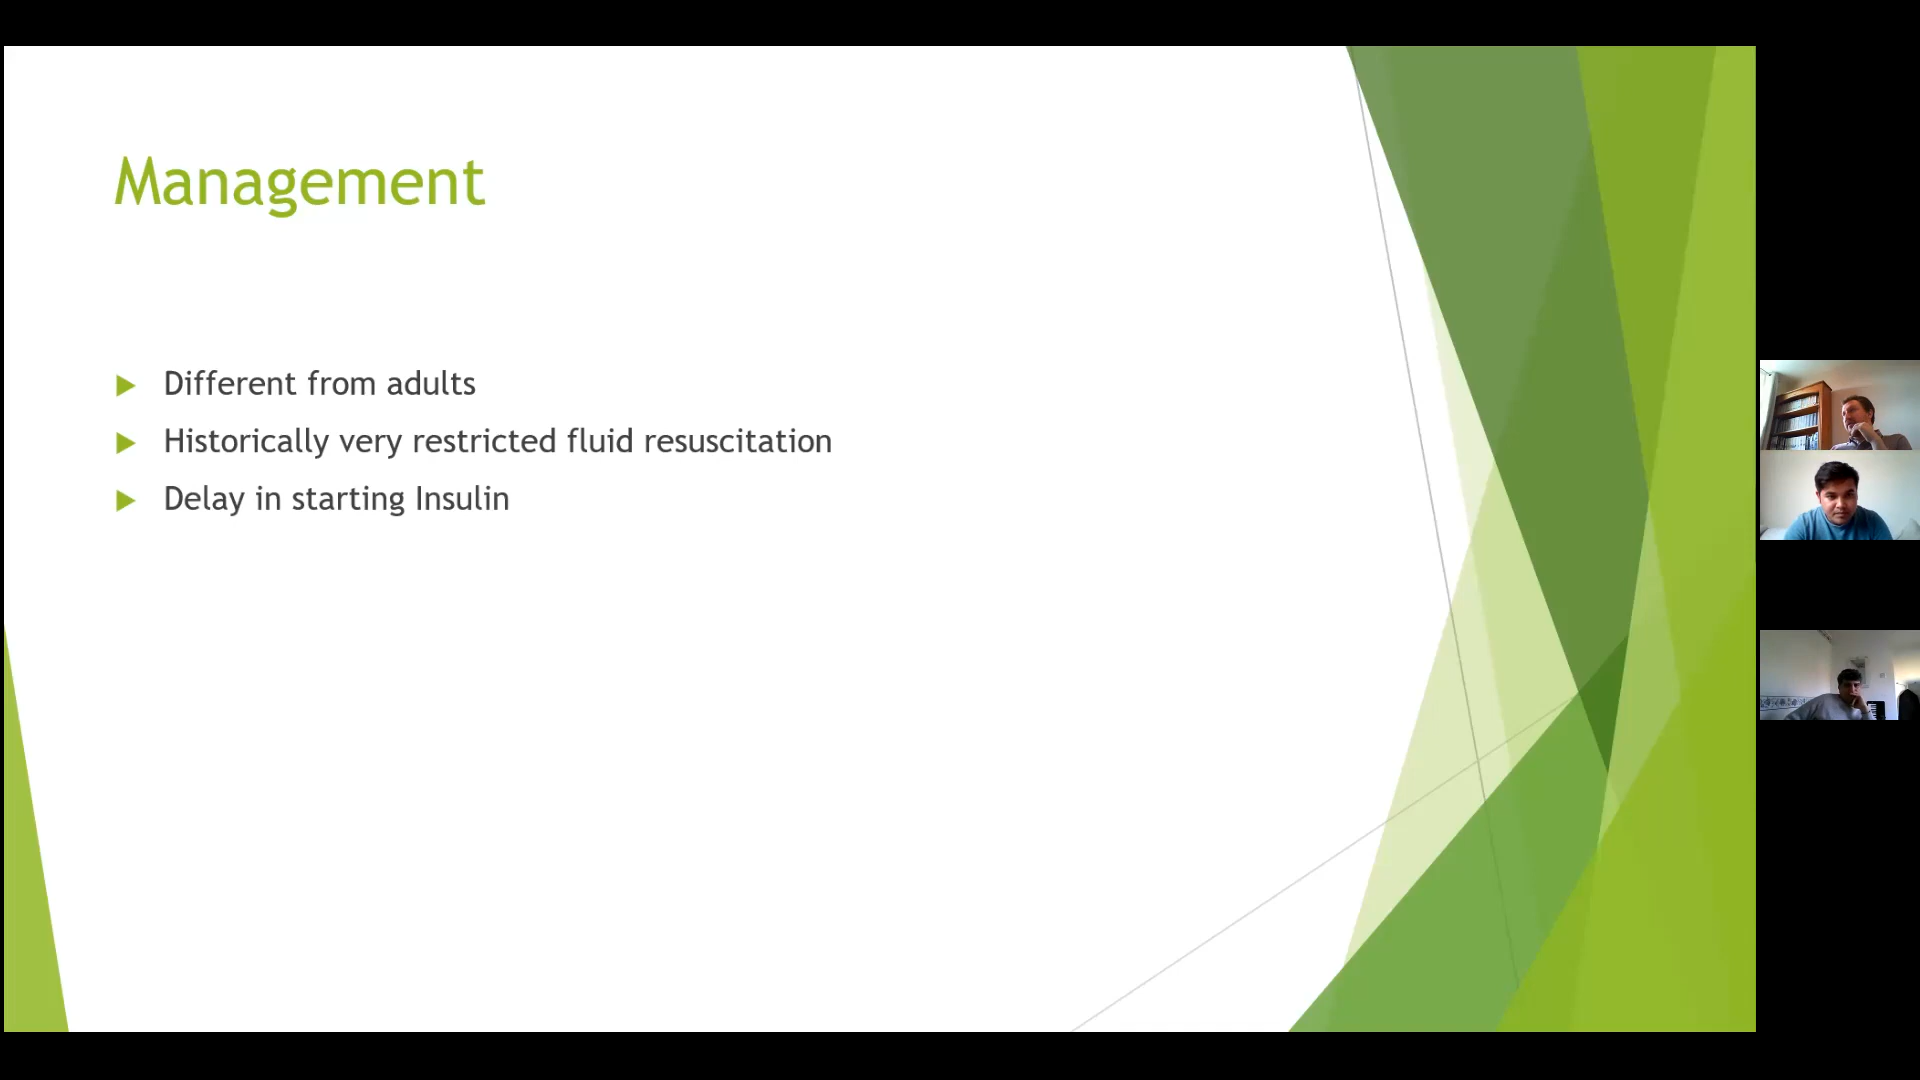 Management
Different from adults
Historically very restricted fluid resuscitation
Delay in starting Insulin